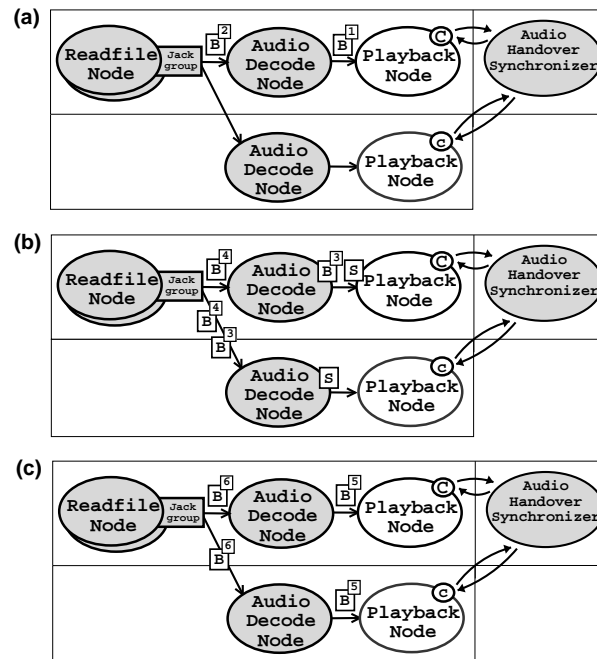 (a)
Readfile
Node
Jack
group
B 2
Audio
Decode
Node
B 1
Playback
Node
C
Audio
Handover
Synchronizer
Audio
Decode
Node
Playback
Node
c
(b)
Readfile
Node
Jack
group
B 4
Audio
Decode
Node
B 3
S
Playback
Node
C
Audio
Handover
Synchronizer
B 4
B 3
Audio
Decode
Node
S
Playback
Node
c
(c)
Readfile
Node
Jack
group
B 6
Audio
Decode
Node
B 5
Playback
Node
C
Audio
Handover
Synchronizer
B 6
Audio
Decode
Node
B 5
Playback
Node
c